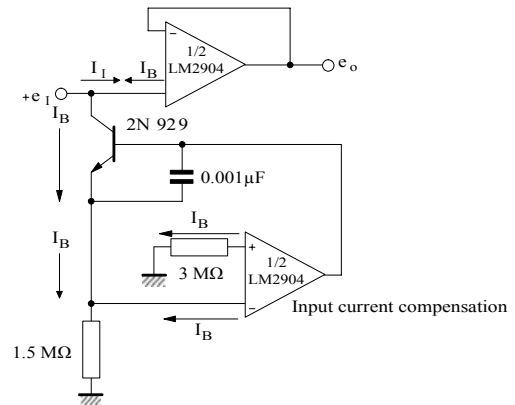 −
1/2
LM2904
I I
I B
e o
+e I
I B
2N 929
0.001µF
I B
I B
+
3 MΩ
1/2
LM2904
−
Input current compensation
I B
1.5 MΩ